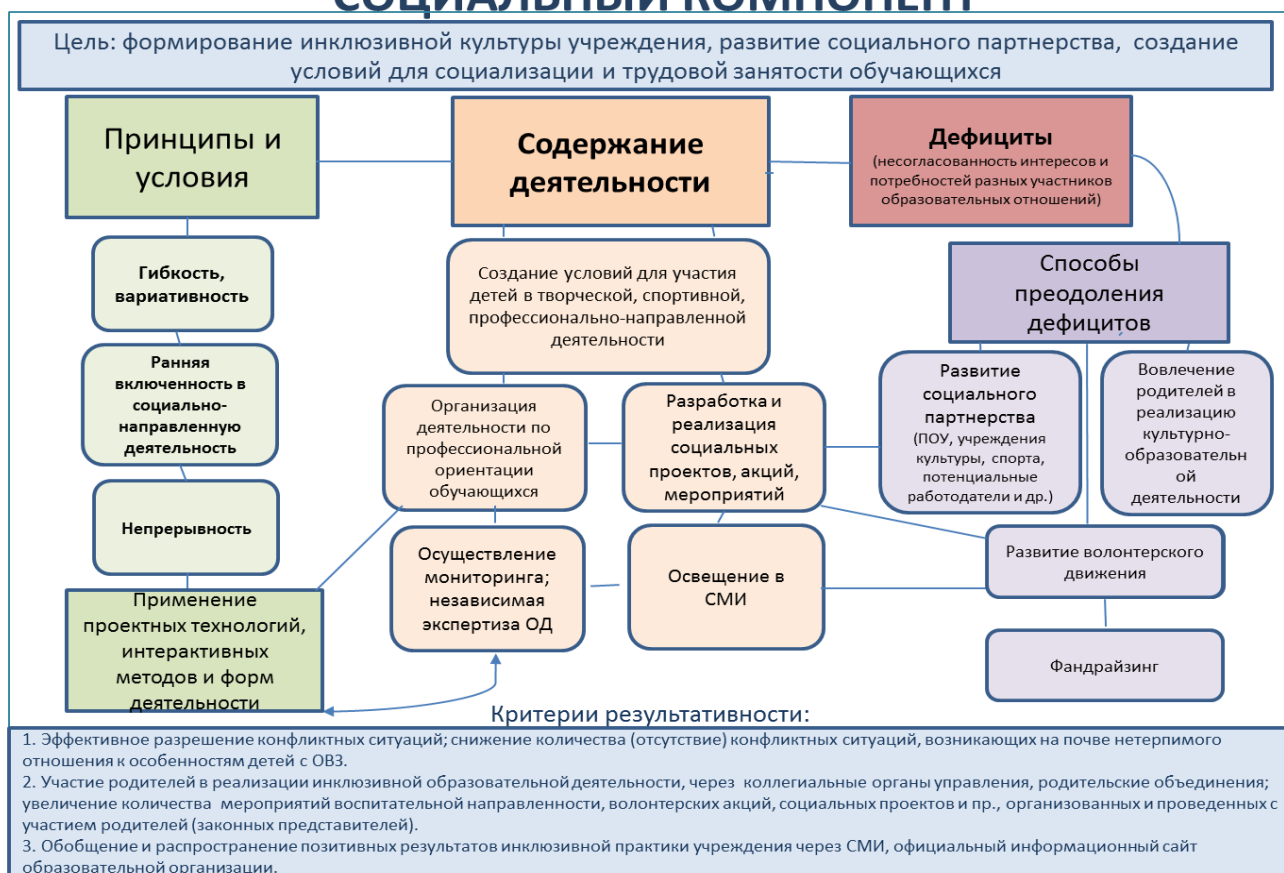 СОЦИАЛЬНЫЙ КОМПОНЕНТ
Цель: формирование инклюзивной культуры учреждения, развитие социального партнерства, создание
условий для социализации и трудовой занятости обучающихся
Принципы и
условия
Гибкость,
вариативность
Ранняя
включенность в
социально-
направленную
деятельность
Непрерывность
Применение
проектных технологий,
интерактивных
методов и форм
деятельности
Содержание
деятельности
Создание условий для участия
детей в творческой, спортивной,
профессионально-направленной
деятельности
Организация
деятельности по
профессиональной
ориентации
обучающихся
Разработка и
реализация
социальных
проектов, акций,
мероприятий
Осуществление
мониторинга;
независимая
экспертиза ОД
Освещение в
СМИ
Дефициты
(несогласованность интересов и
потребностей разных участников
образовательных отношений)
Способы
преодоления
дефицитов
Развитие
социального
партнерства
(ПОУ, учреждения
культуры, спорта,
потенциальные
работодатели и др.)
Вовлечение
родителей в
реализацию
культурно-
образовательн
ой
деятельности
Развитие волонтерского
движения
Фандрайзинг
Критерии результативности:
1. Эффективное разрешение конфликтных ситуаций; снижение количества (отсутствие) конфликтных ситуаций, возникающих на почве нетерпимого
отношения к особенностям детей с ОВЗ.
2. Участие родителей в реализации инклюзивной образовательной деятельности, через коллегиальные органы управления, родительские объединения;
увеличение количества мероприятий воспитательной направленности, волонтерских акций, социальных проектов и пр., организованных и проведенных с
участием родителей (законных представителей).
3. Обобщение и распространение позитивных результатов инклюзивной практики учреждения через СМИ, официальный информационный сайт
образовательной организации.